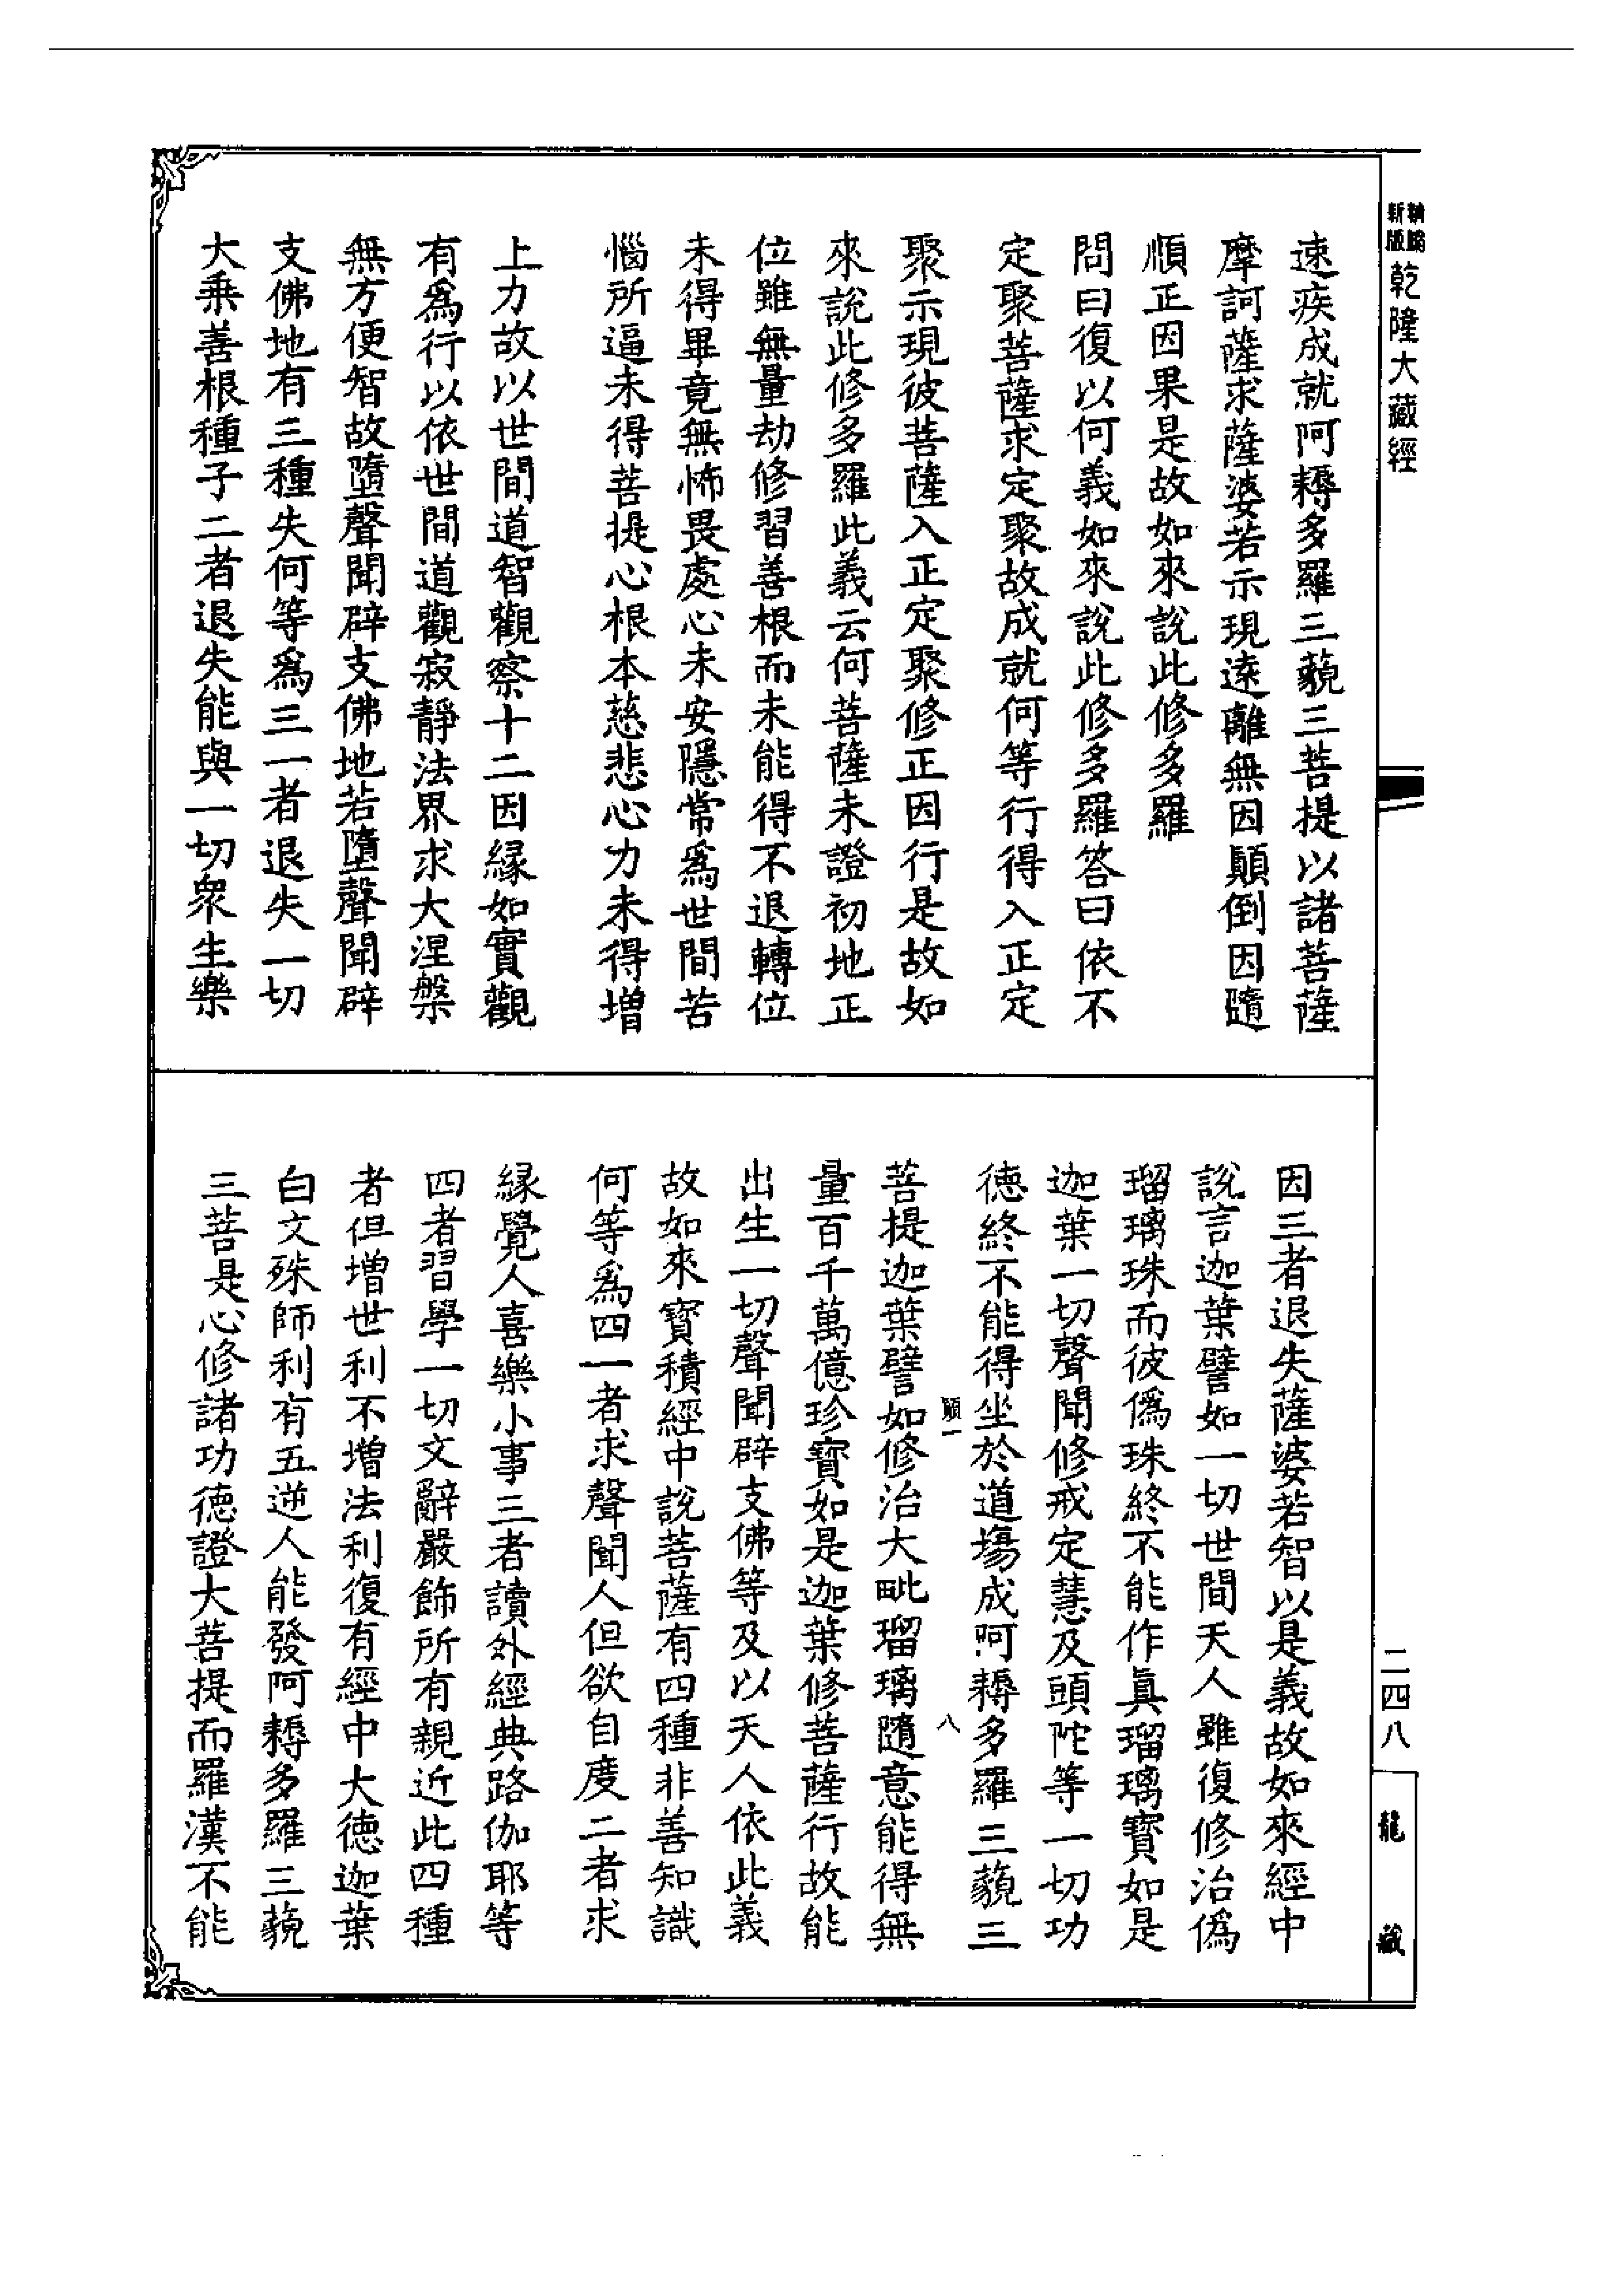 新編
新版
乾隆大藏經
速疾成就阿耨多羅三藐三菩提以諸菩薩
摩訶薩求薩婆若示現遠離無因顛倒因隨
順正因果是故如來說此修多羅
問曰復以何義如來說此修多羅答曰依不
定聚菩薩求定聚故成就何等行得入正定
聚示現彼菩薩入正定聚修正因行是故如
來說此修多羅此義云何菩薩未證初地正
位雖無量劫修習善根而未能得不退轉位
未得畢竟無怖畏處心未安隱常爲世間苦
惱所逼未得菩提心根本慈悲心力未得增
上力故以世間道智觀察十二因緣如實觀
有爲行以依世間道觀寂靜法界求大涅槃
無方便智故墮聲聞辟支佛地若墮聲聞辟
支佛地有三種失何等爲三一者退失一切
大乘善根種子二者退失能與一切衆生樂
因三者退失薩婆若智以是義故如來經中
說言迦葉譬如一切世間天人雖復修治僞
瑠璃珠而彼僞珠終不能作眞瑠璃寶如是
迦葉一切聲聞修戒定慧及頭陀等一切功
德終不能得坐於道場成阿耨多羅三藐三
菩提迦葉譬如修治大毗瑠璃隨意能得無
量百千萬億珍寶如是迦葉修菩薩行故能
出生一切聲聞辟支佛等及以天人依此義
故如來寶積經中說菩薩有四種非善知識
何等爲四一者求聲聞人但欲自度二者求
緣覺人喜樂小事三者讀外經典路伽耶等
四者習學一切文辭嚴飾所有親近此四種
者但增世利不增法利復有經中大德迦葉
白文殊師利有五逆人能發阿耨多羅三藐
三菩是心修諸功德證大菩提而羅漢不能
顒一
八
二四八
龍藏